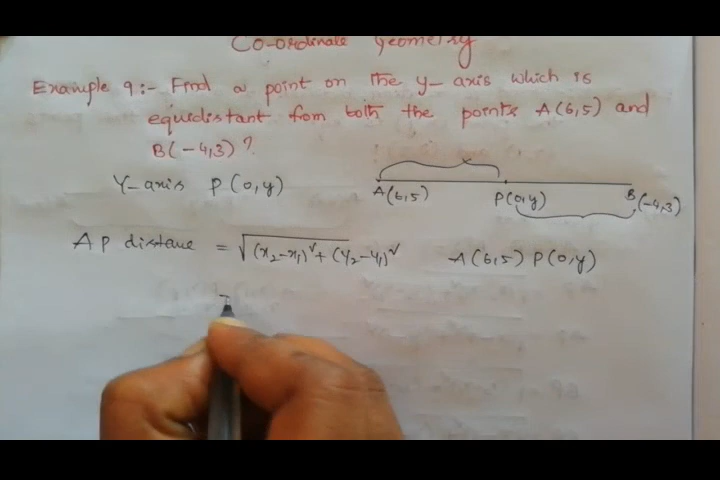 Co-ordinate geometry
Example 9:- Find a point on the y-axis which is
equidistant from both the points A(6,5) and
B(-4,3)?
Y-axis P(0,y)
A(6,5) P(0,y) B(-4,3)
AP distance = √(x₂-x₁)²+(y₂-y₁)² A(6,5) P(0,y)